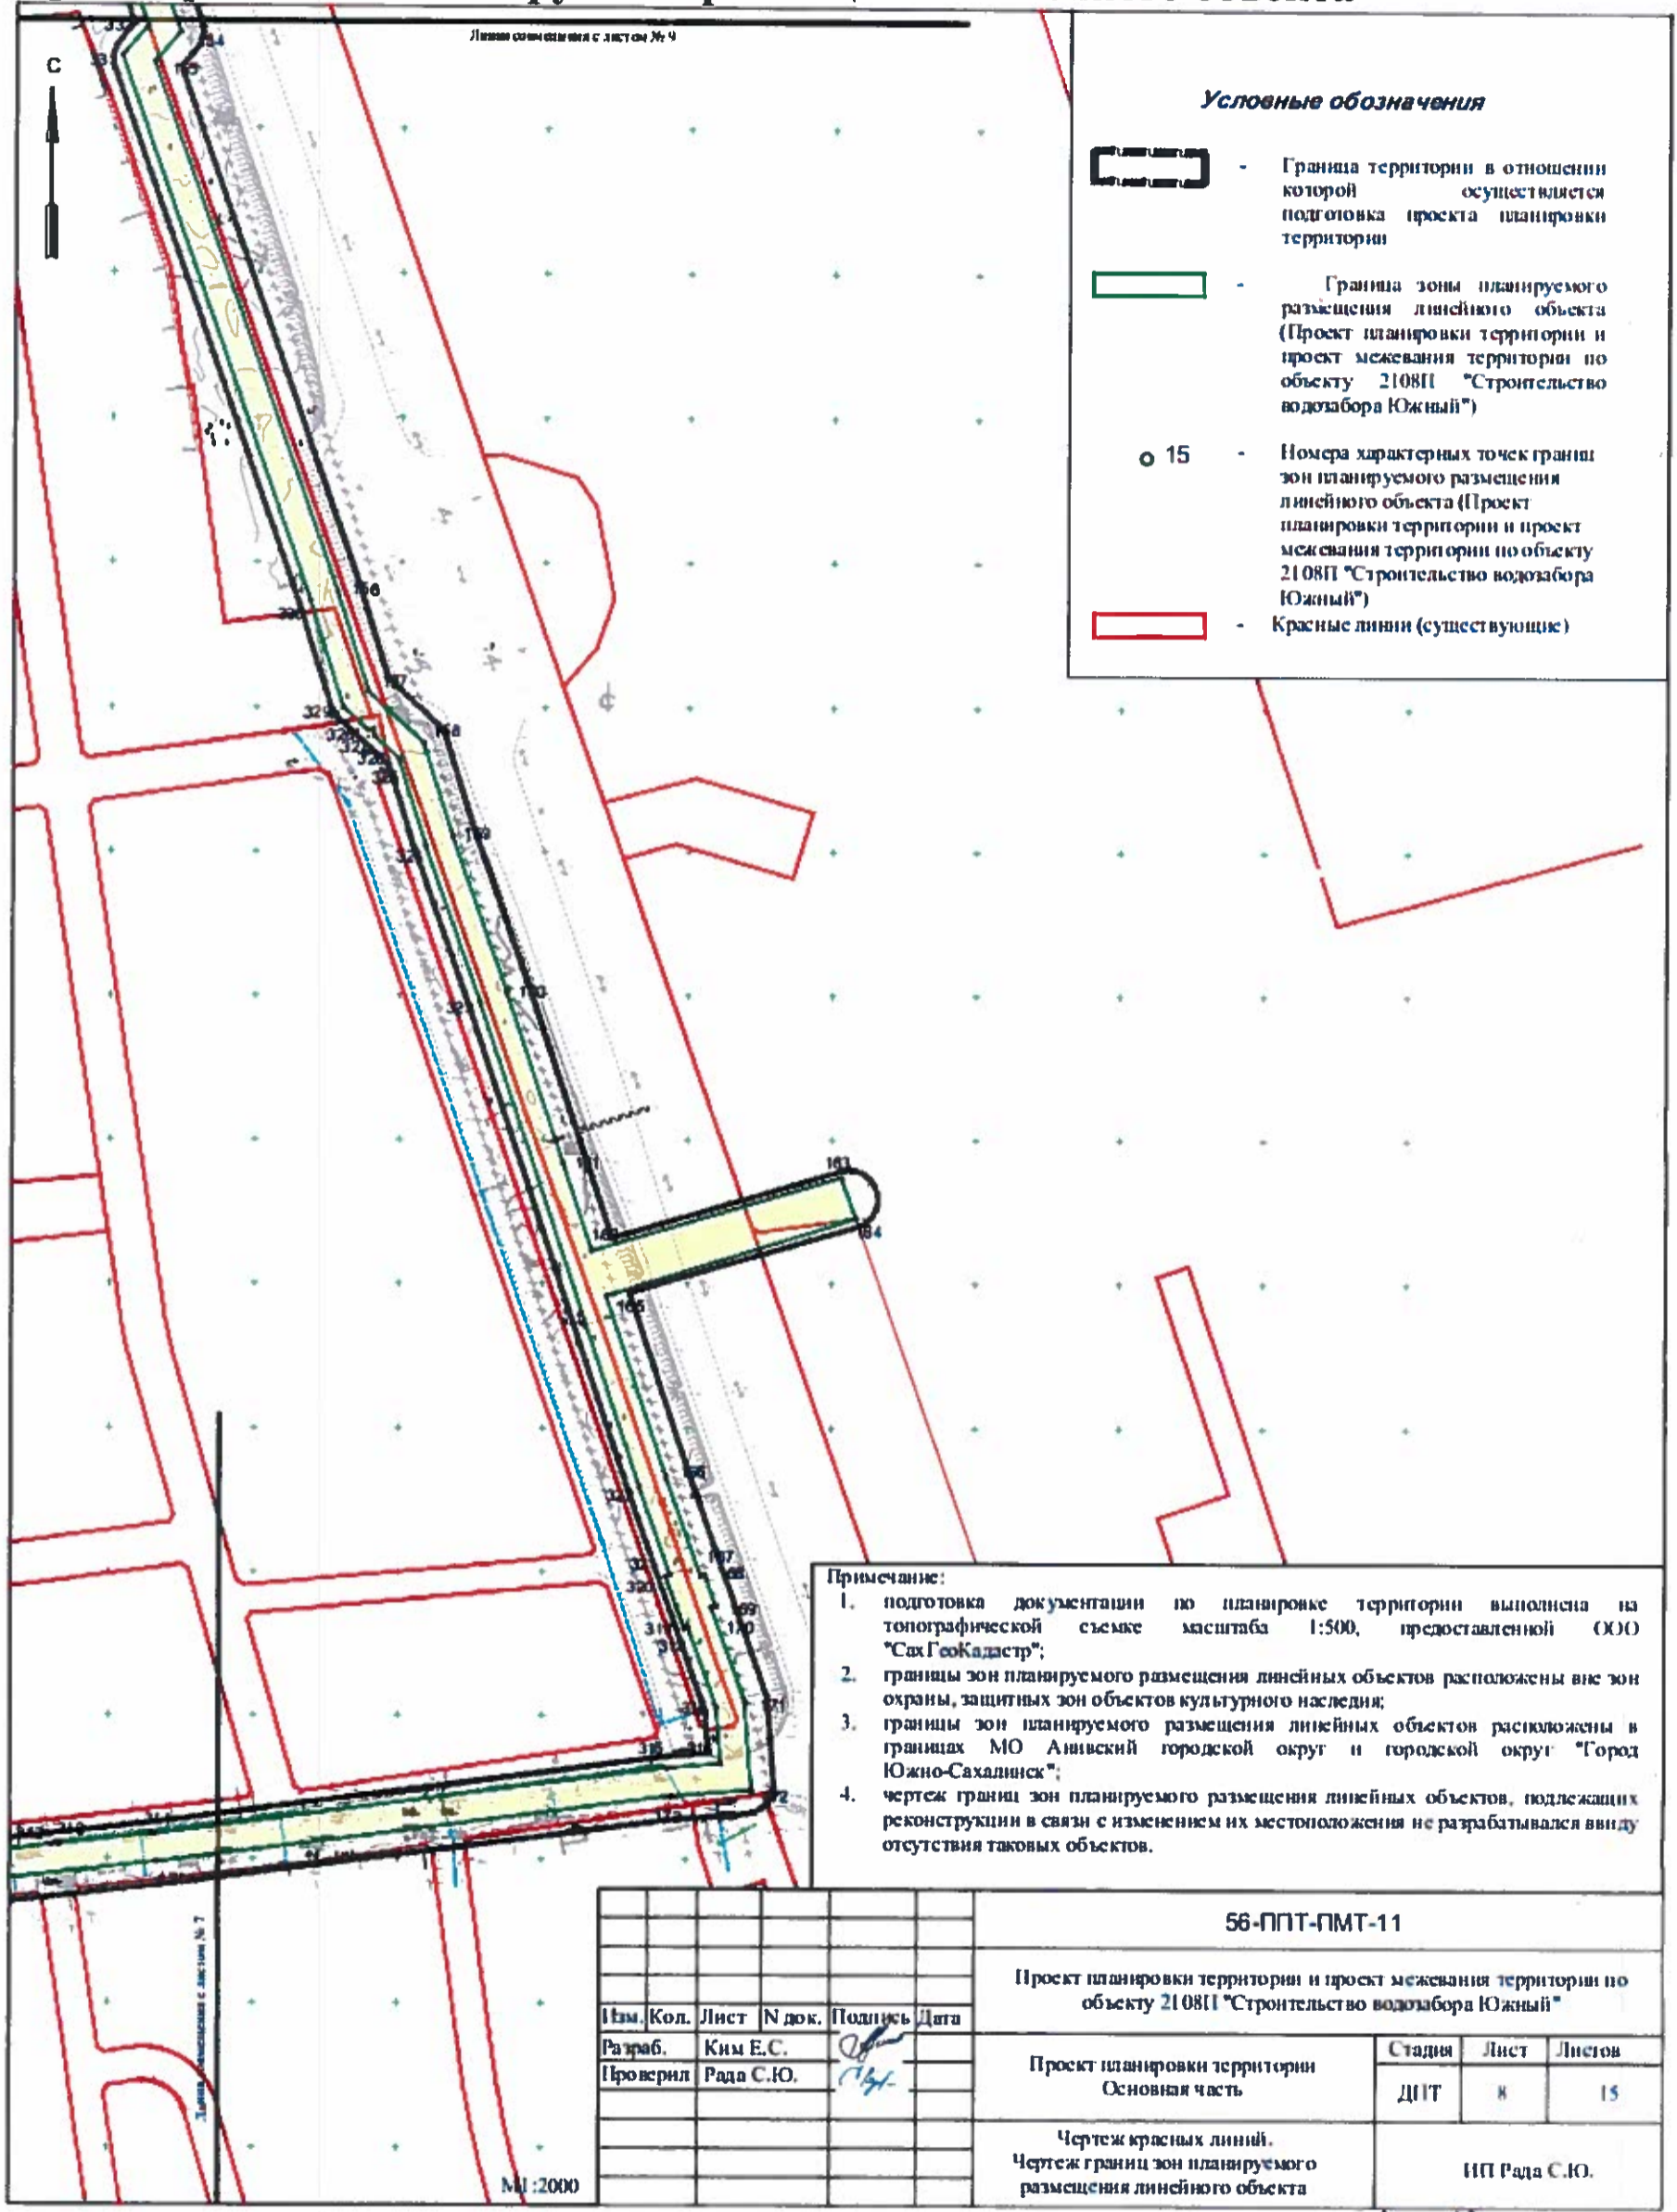 Линия совмещения с листом № 9
С
Условные обозначения
- Граница территории в отношении
которой осуществляется
подготовка проекта планировки
территории
- Граница зоны планируемого
размещения линейного объекта
(Проект планировки территории и
проект межевания территории по
объекту 2108П "Строительство
водозабора Южный")
15 - Номера характерных точек границ
зон планируемого размещения
линейного объекта (Проект
планировки территории и проект
межевания территории по объекту
2108П "Строительство водозабора
Южный")
- Красные линии (существующие)
156
158
163
165
Линия совмещения с листом № 7
М1:2000
Примечание:
1. подготовка документации по планировке территории выполнена на
топографической съемке масштаба 1:500, предоставленной ООО
"СахГеоКадастр";
2. границы зон планируемого размещения линейных объектов расположены вне зон
охраны, защитных зон объектов культурного наследия;
3. границы зон планируемого размещения линейных объектов расположены в
границах МО Анивский городской округ и городской округ "Город
Южно-Сахалинск";
4. чертеж границ зон планируемого размещения линейных объектов, подлежащих
реконструкции в связи с изменением их местоположения не разрабатывался ввиду
отсутствия таковых объектов.
56-ППТ-ПМТ-11
Проект планировки территории и проект межевания территории по
объекту 2108П "Строительство водозабора Южный"
Изм. Кол. Лист N док. Подпись Дата
Разраб. Ким Е.С.
Проверил Рада С.Ю.
Проект планировки территории
Основная часть
Стадия Лист Листов
ДПТ 8 15
Чертеж красных линий.
Чертеж границ зон планируемого
размещения линейного объекта
ИП Рада С.Ю.